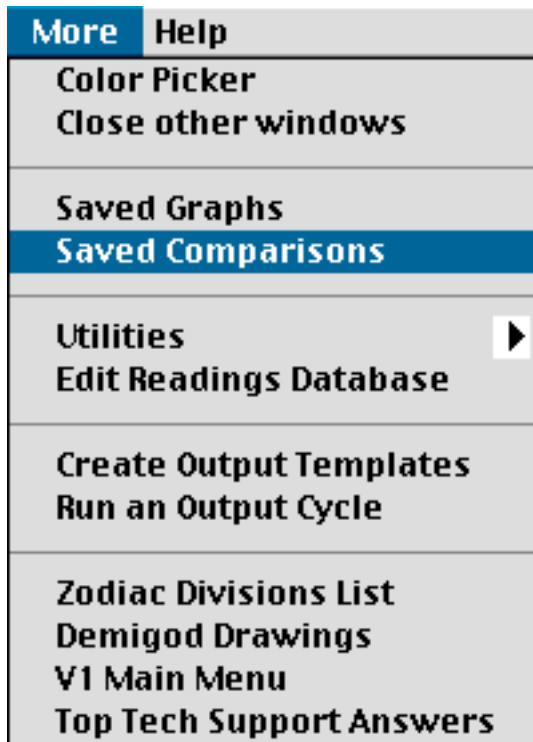 More Help
Color Picker
Close other windows
Saved Graphs
Saved Comparisons
Utilities
Edit Readings Database
Create Output Templates
Run an Output Cycle
Zodiac Divisions List
Demigod Drawings
V1 Main Menu
Top Tech Support Answers